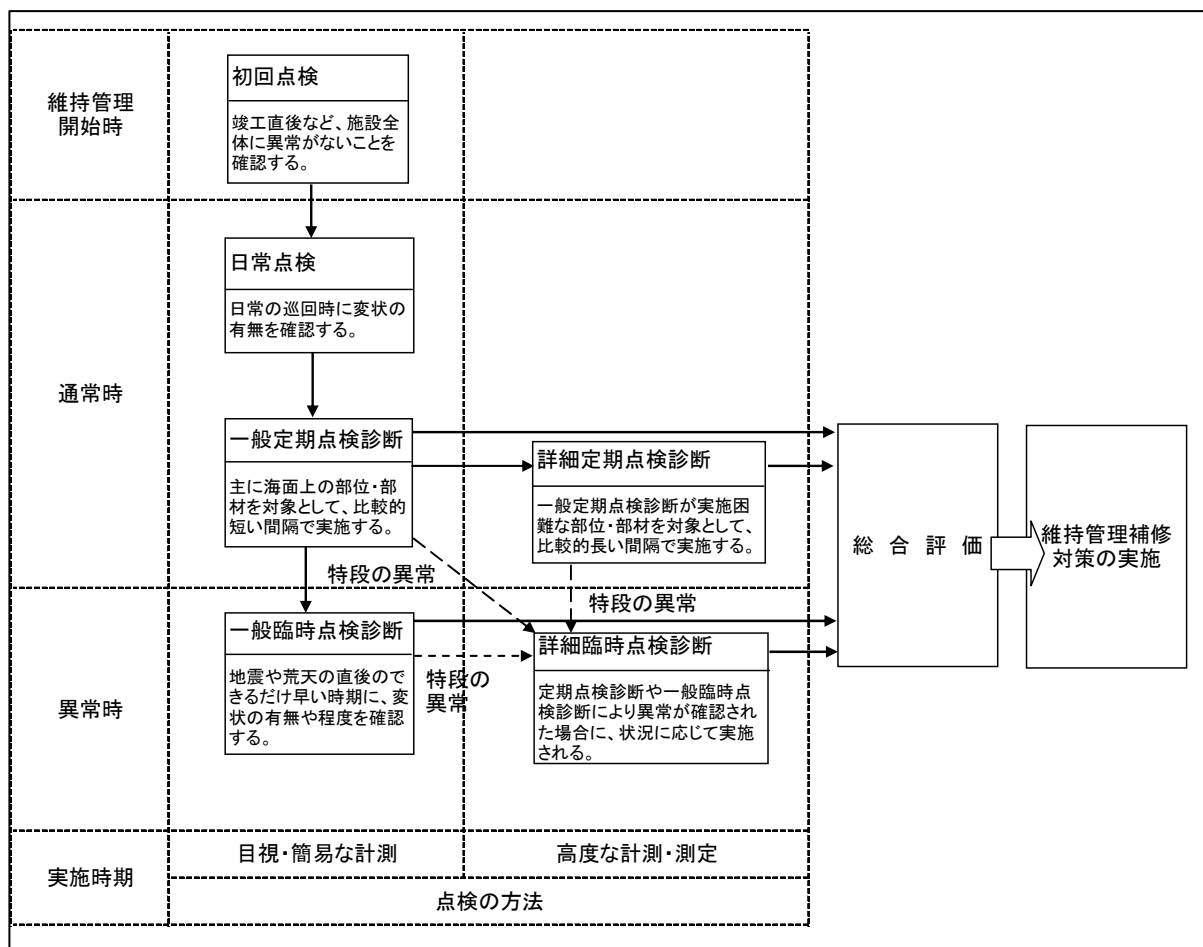 維持管理
開始時
初回点検
竣工直後など、施設全
体に異常がないことを
確認する。
通常時
日常点検
日常の巡回時に変状の
有無を確認する。
一般定期点検診断
主に海面上の部位・部
材を対象として、比較的
短い間隔で実施する。
詳細定期点検診断
一般定期点検診断が実施困
難な部位・部材を対象として、
比較的長い間隔で実施する。
特段の異常
特段の異常
総合評価
維持管理補修
対策の実施
異常時
一般臨時点検診断
地震や荒天の直後ので
きるだけ早い時期に、変
状の有無や程度を確認
する。
特段の
異常
詳細臨時点検診断
定期点検診断や一般臨時点
検診断により異常が確認され
た場合に、状況に応じて実施
される。
実施時期
目視・簡易な計測
高度な計測・測定
点検の方法